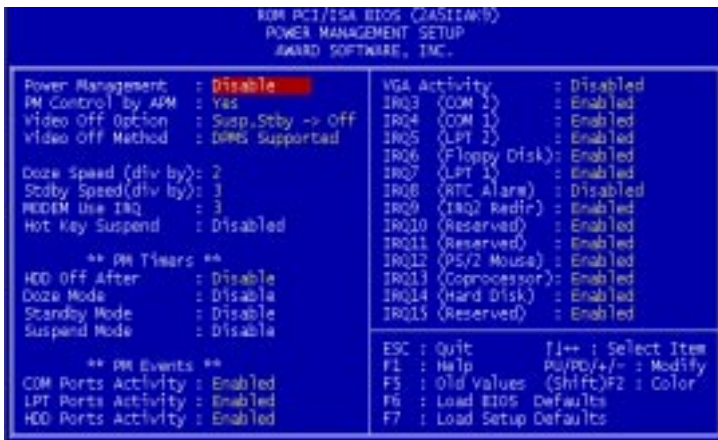 ROM PCI/ISA BIOS (2A5IIAK9)
POWER MANAGEMENT SETUP
AWARD SOFTWARE, INC.
Power Management : Disable
PM Control by APM : Yes
Video Off Option : Susp,Stby -> Off
Video Off Method : DPMS Supported
Doze Speed (div by): 2
Stdby Speed(div by): 3
MODEM Use IRQ : 3
Hot Key Suspend : Disabled
** PM Timers **
HDD Off After : Disable
Doze Mode : Disable
Standby Mode : Disable
Suspend Mode : Disable
** PM Events **
COM Ports Activity : Enabled
LPT Ports Activity : Enabled
HDD Ports Activity : Enabled
VGA Activity : Disabled
IRQ3 (COM 2) : Enabled
IRQ4 (COM 1) : Enabled
IRQ5 (LPT 2) : Enabled
IRQ6 (Floppy Disk): Enabled
IRQ7 (LPT 1) : Enabled
IRQ8 (RTC Alarm) : Disabled
IRQ9 (IRQ2 Redir) : Enabled
IRQ10 (Reserved) : Enabled
IRQ11 (Reserved) : Enabled
IRQ12 (PS/2 Mouse) : Enabled
IRQ13 (Coprocessor): Enabled
IRQ14 (Hard Disk) : Enabled
IRQ15 (Reserved) : Enabled
ESC : Quit ↑↓→← : Select Item
F1 : Help PU/PD/+/- : Modify
F5 : Old Values (Shift)F2 : Color
F6 : Load BIOS Defaults
F7 : Load Setup Defaults